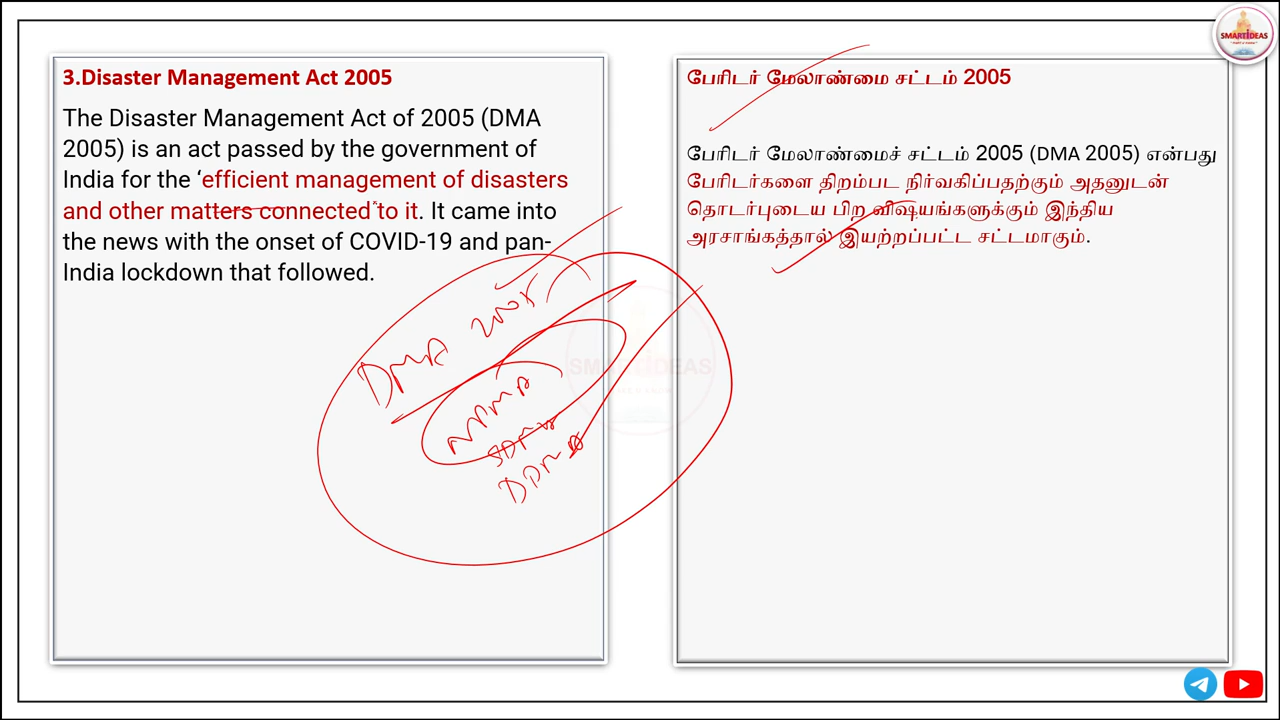 SMARTIDEAS
3.Disaster Management Act 2005
The Disaster Management Act of 2005 (DMA
2005) is an act passed by the government of
India for the ‘efficient management of disasters
and other matters connected to it. It came into
the news with the onset of COVID-19 and pan-
India lockdown that followed.
பேரிடர் மேலாண்மை சட்டம் 2005
பேரிடர் மேலாண்மைச் சட்டம் 2005 (DMA 2005) என்பது
பேரிடர்களை திறம்பட நிர்வகிப்பதற்கும் அதனுடன்
தொடர்புடைய பிற விஷயங்களுக்கும் இந்திய
அரசாங்கத்தால் இயற்றப்பட்ட சட்டமாகும்.
DMA 2005
NDMA
SDMA
DDMA
SMARTIDEAS